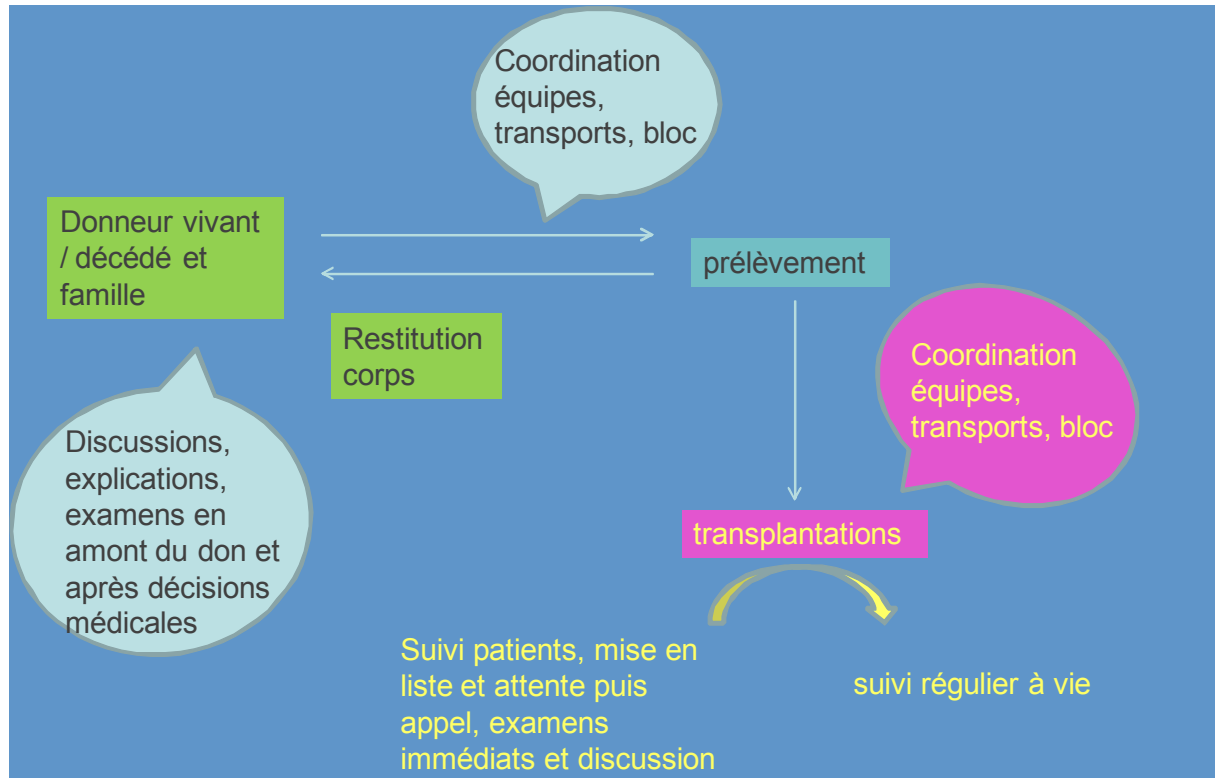 Coordination
équipes,
transports, bloc
Donneur vivant
/ décédé et
famille
prélèvement
Restitution
corps
Coordination
équipes,
transports, bloc
Discussions,
explications,
examens en
amont du don et
après décisions
médicales
transplantations
Suivi patients, mise en
liste et attente puis
appel, examens
immédiats et discussion
suivi régulier à vie